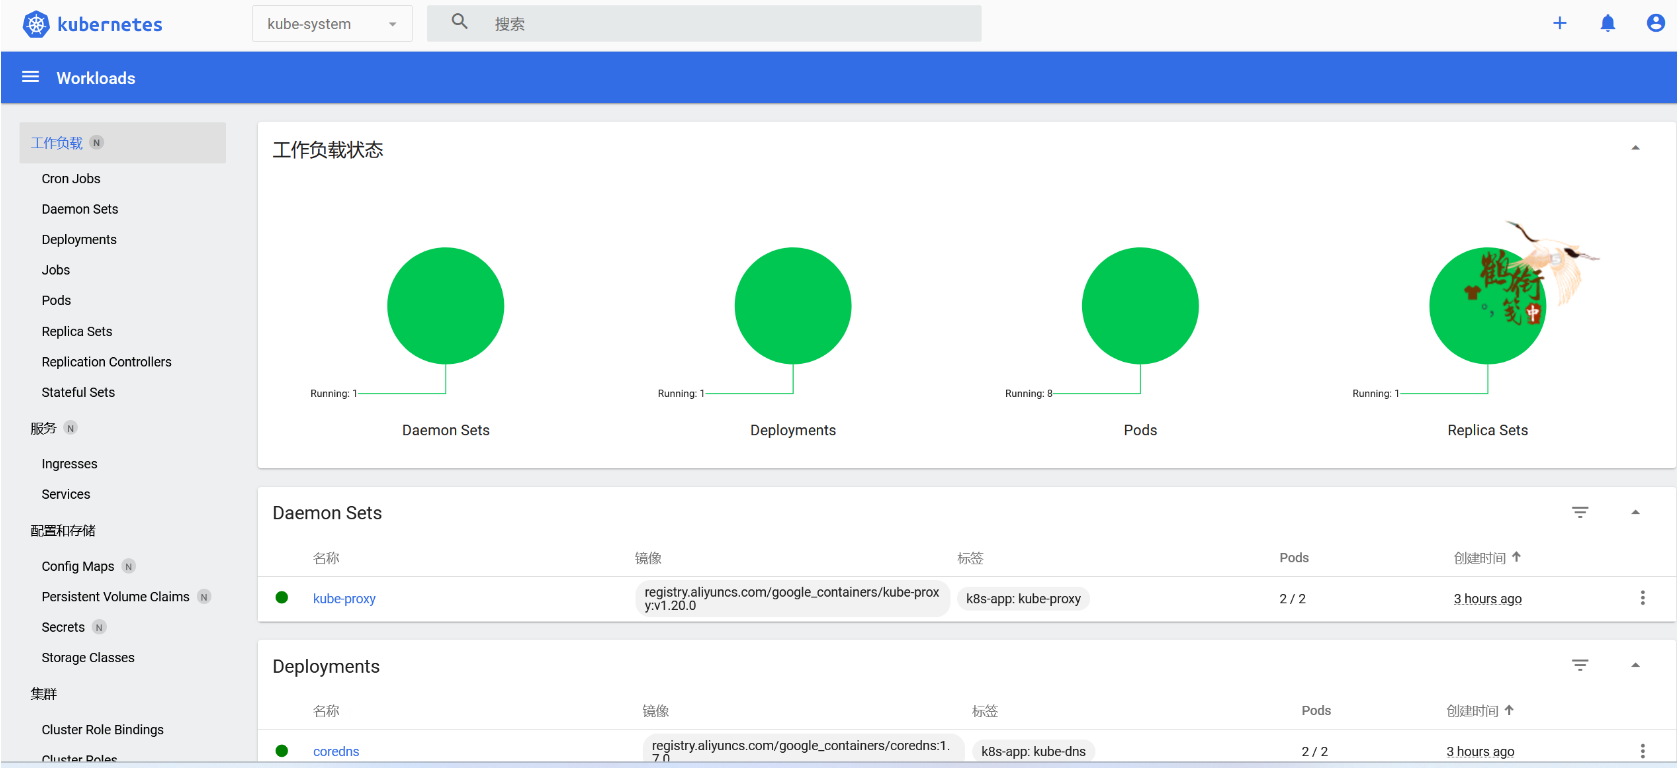 kubernetes
kube-system
搜索
Workloads
工作负载 N
Cron Jobs
Daemon Sets
Deployments
Jobs
Pods
Replica Sets
Replication Controllers
Stateful Sets
服务 N
Ingresses
Services
配置和存储
Config Maps N
Persistent Volume Claims N
Secrets N
Storage Classes
集群
Cluster Role Bindings
Cluster Roles
工作负载状态
Running: 1
Daemon Sets
Running: 1
Deployments
Running: 8
Pods
Running: 1
Replica Sets
鹤衔笺
中
Daemon Sets
名称 镜像 标签 Pods 创建时间
kube-proxy registry.aliyuncs.com/google_containers/kube-prox k8s-app: kube-proxy 2 / 2 3 hours ago
y:v1.20.0
Deployments
名称 镜像 标签 Pods 创建时间
coredns registry.aliyuncs.com/google_containers/coredns:1. k8s-app: kube-dns 2 / 2 3 hours ago
7.0